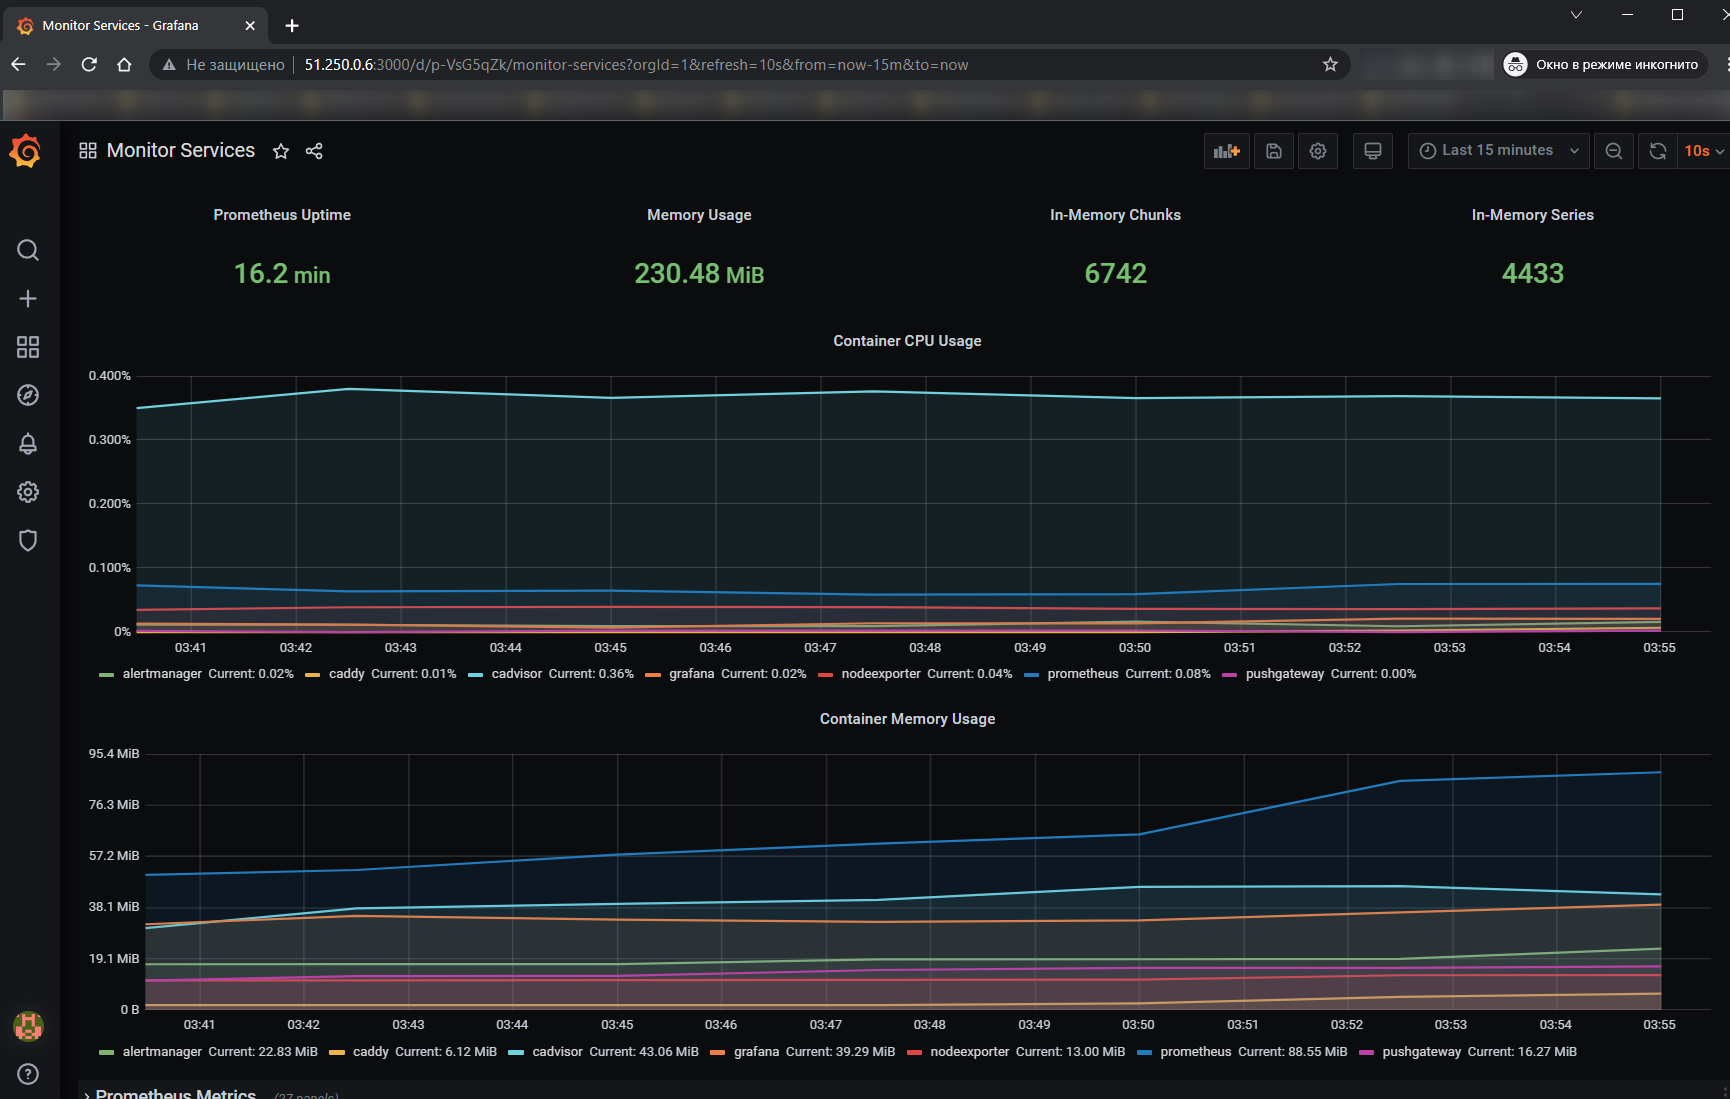 Monitor Services - Grafana
Не защищено 51.250.0.6:3000/d/p-VsG5qZk/monitor-services?orgId=1&refresh=10s&from=now-15m&to=now Окно в режиме инкогнито
Monitor Services Last 15 minutes 10s
Prometheus Uptime Memory Usage In-Memory Chunks In-Memory Series
16.2 min 230.48 MiB 6742 4433
Container CPU Usage
0.400%
0.300%
0.200%
0.100%
0%
03:41 03:42 03:43 03:44 03:45 03:46 03:47 03:48 03:49 03:50 03:51 03:52 03:53 03:54 03:55
alertmanager Current: 0.02% caddy Current: 0.01% cadvisor Current: 0.36% grafana Current: 0.02% nodeexporter Current: 0.04% prometheus Current: 0.08% pushgateway Current: 0.00%
Container Memory Usage
95.4 MiB
76.3 MiB
57.2 MiB
38.1 MiB
19.1 MiB
0 B
03:41 03:42 03:43 03:44 03:45 03:46 03:47 03:48 03:49 03:50 03:51 03:52 03:53 03:54 03:55
alertmanager Current: 22.83 MiB caddy Current: 6.12 MiB cadvisor Current: 43.06 MiB grafana Current: 39.29 MiB nodeexporter Current: 13.00 MiB prometheus Current: 88.55 MiB pushgateway Current: 16.27 MiB
Prometheus Metrics (27 panels)